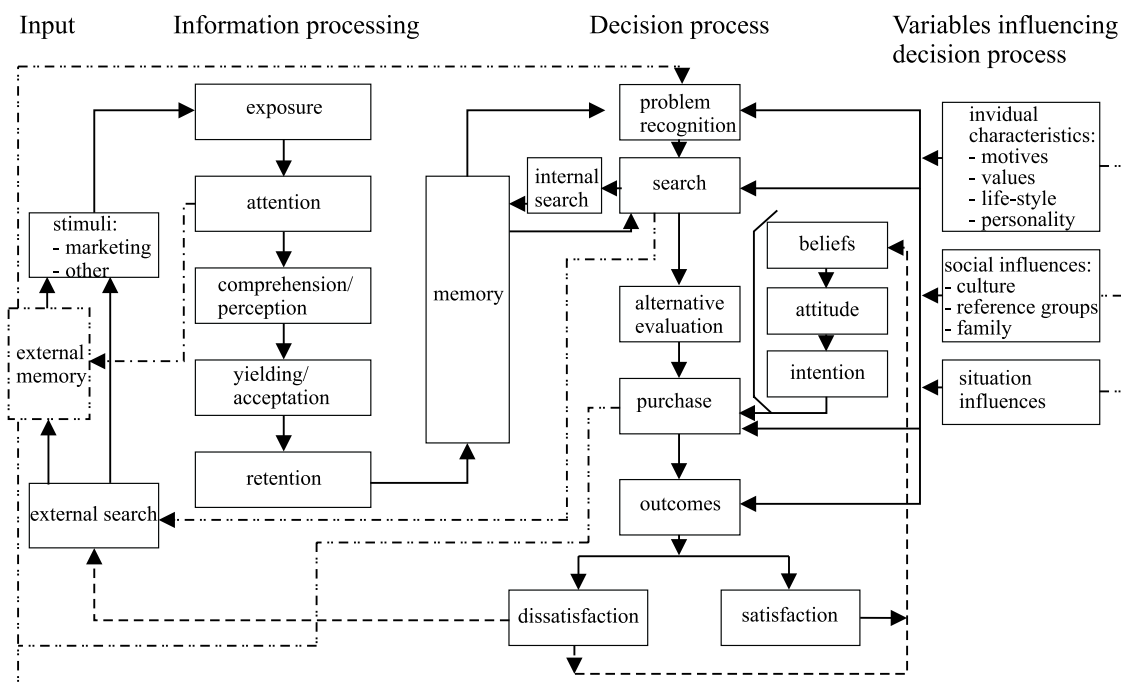 Input
Information processing
Decision process
Variables influencing
decision process
exposure
attention
comprehension/
perception
yielding/
acceptation
retention
stimuli:
- marketing
- other
external
memory
external search
memory
internal
search
problem
recognition
search
alternative
evaluation
purchase
outcomes
dissatisfaction
satisfaction
beliefs
attitude
intention
invidual
characteristics:
- motives
- values
- life-style
- personality
social influences:
- culture
- reference groups
- family
situation
influences